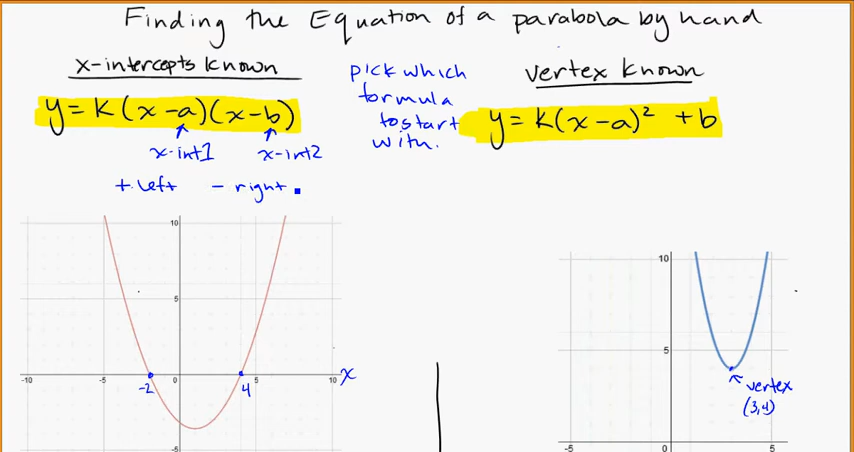 Finding the Equation of a parabola by hand
x-intercepts known
y = K(x-a)(x-b)
x-int1 x-int2
+ left - right
pick which
formula
to start
with.
vertex known
y = K(x-a)² + b
10
5
-10 -5 0 5 10
-2 4 x
-5
10
5
vertex
(3,4)
-5 0 5